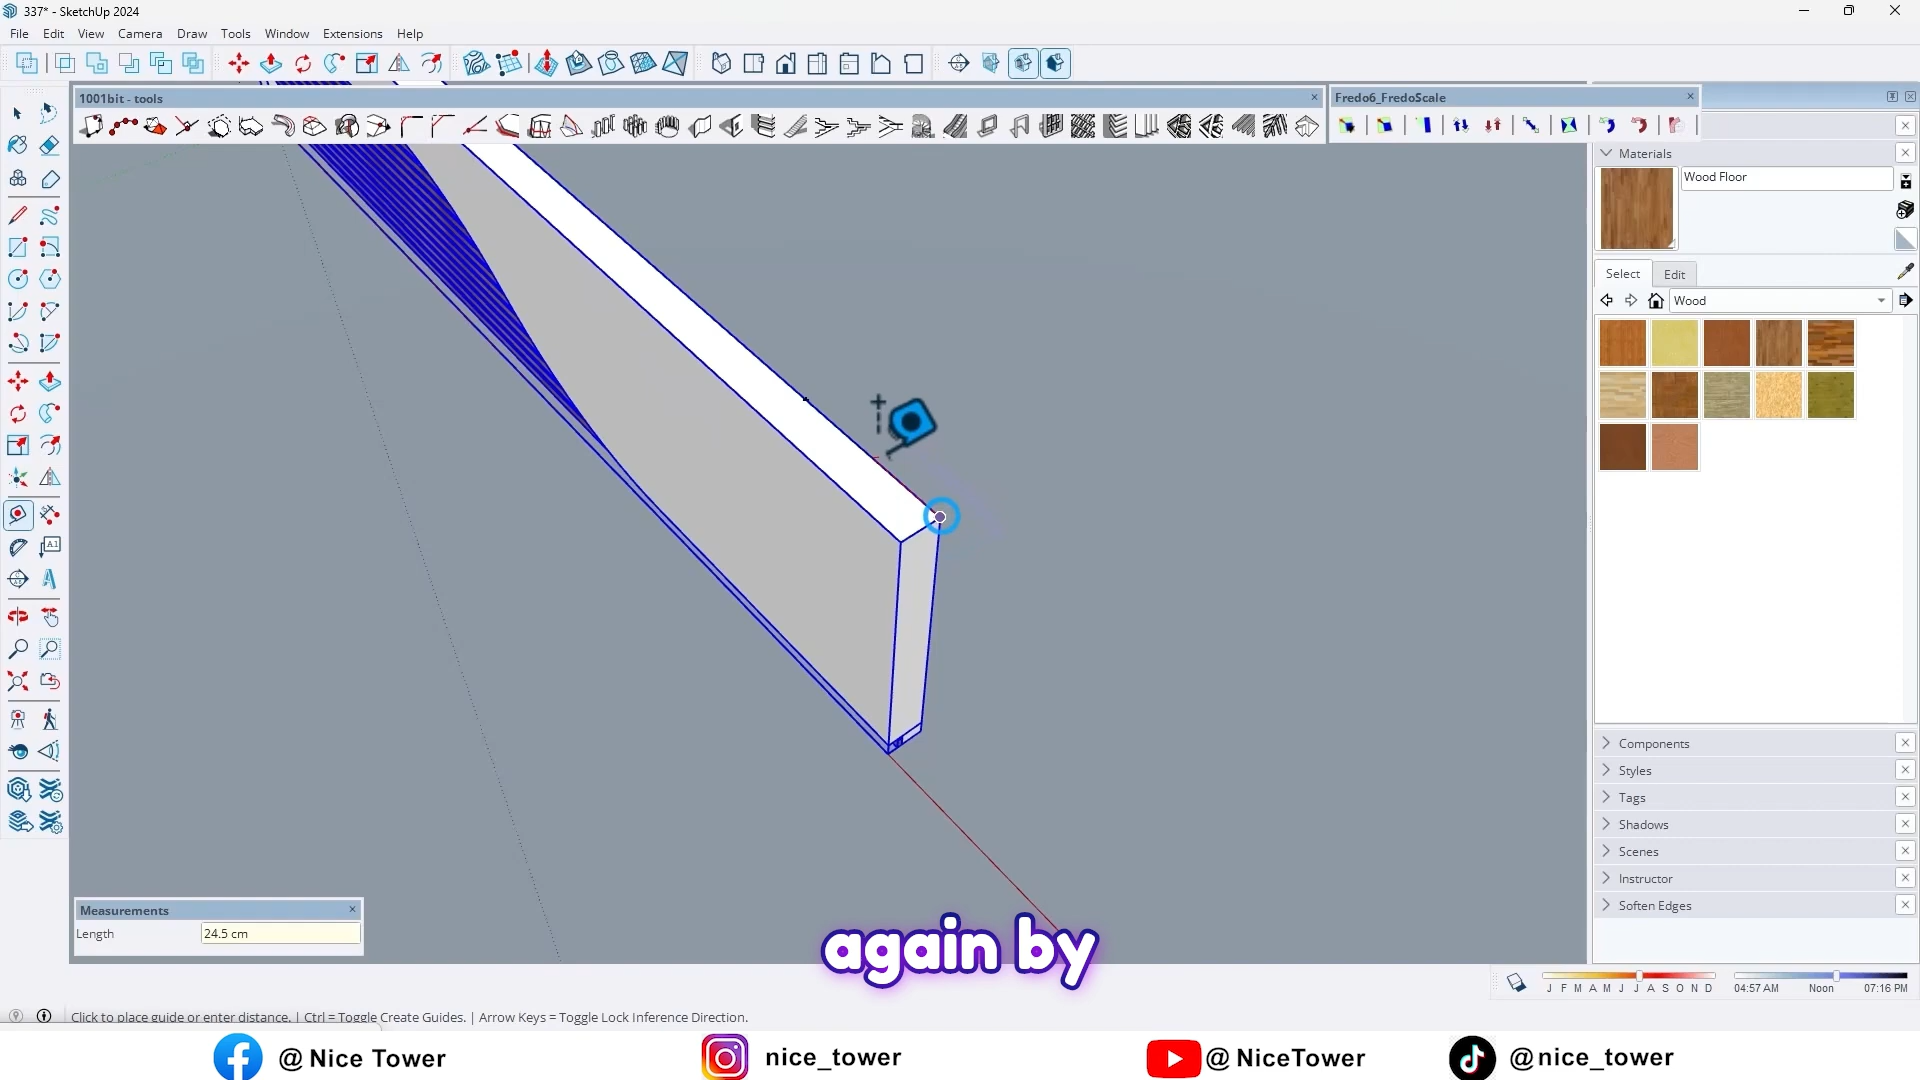 337* - SketchUp 2024
File Edit View Camera Draw Tools Window Extensions Help
1001bit - tools
Fredo6_FredoScale
Materials
Wood Floor
Select Edit
Wood
Components
Styles
Tags
Shadows
Scenes
Instructor
Soften Edges
Measurements
Length 24.5 cm
again by
J F M A M J J A S O N D 04:57 AM Noon 07:16 PM
Click to place guide or enter distance. | Ctrl = Toggle Create Guides. | Arrow Keys = Toggle Lock Inference Direction.
@ Nice Tower nice_tower @ NiceTower @nice_tower